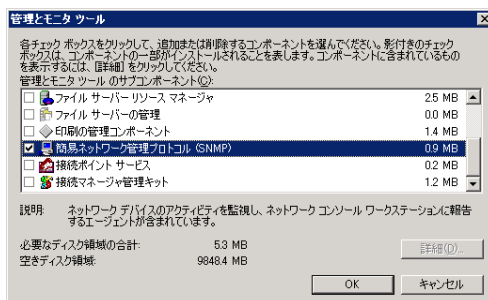 管理とモニタ ツール
各チェック ボックスをクリックして、追加または削除するコンポーネントを選んでください。影付きのチェック
ボックスは、コンポーネントの一部がインストールされることを表します。コンポーネントに含まれているもの
を表示するには、[詳細] をクリックしてください。
管理とモニタ ツール のサブコンポーネント(C):
ファイル サーバー リソース マネージャ 2.5 MB
ファイル サーバーの管理 0.0 MB
印刷の管理コンポーネント 1.4 MB
簡易ネットワーク管理プロトコル (SNMP) 0.9 MB
接続ポイント サービス 0.2 MB
接続マネージャ管理キット 1.2 MB
説明: ネットワーク デバイスのアクティビティを監視し、ネットワーク コンソール ワークステーションに報告
するエージェントが含まれています。
必要なディスク領域の合計: 5.3 MB
空きディスク領域: 9848.4 MB
詳細(D)...
OK キャンセル